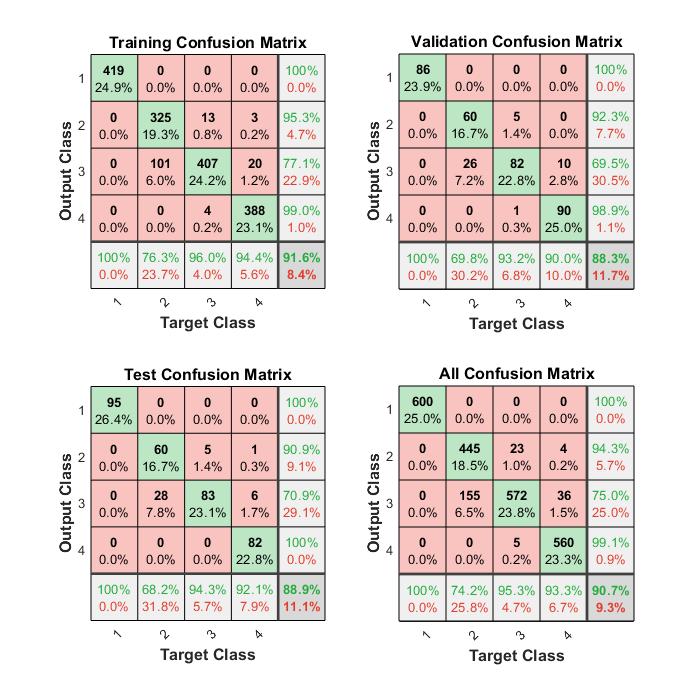 Training Confusion Matrix
1 419 0 0 0 100%
24.9% 0.0% 0.0% 0.0% 0.0%
2 0 325 13 3 95.3%
0.0% 19.3% 0.8% 0.2% 4.7%
3 0 101 407 20 77.1%
0.0% 6.0% 24.2% 1.2% 22.9%
4 0 0 4 388 99.0%
0.0% 0.0% 0.2% 23.1% 1.0%
100% 76.3% 96.0% 94.4% 91.6%
0.0% 23.7% 4.0% 5.6% 8.4%
1 2 3 4
Target Class
Output Class
Validation Confusion Matrix
1 86 0 0 0 100%
23.9% 0.0% 0.0% 0.0% 0.0%
2 0 60 5 0 92.3%
0.0% 16.7% 1.4% 0.0% 7.7%
3 0 26 82 10 69.5%
0.0% 7.2% 22.8% 2.8% 30.5%
4 0 0 1 90 98.9%
0.0% 0.0% 0.3% 25.0% 1.1%
100% 69.8% 93.2% 90.0% 88.3%
0.0% 30.2% 6.8% 10.0% 11.7%
1 2 3 4
Target Class
Output Class
Test Confusion Matrix
1 95 0 0 0 100%
26.4% 0.0% 0.0% 0.0% 0.0%
2 0 60 5 1 90.9%
0.0% 16.7% 1.4% 0.3% 9.1%
3 0 28 83 6 70.9%
0.0% 7.8% 23.1% 1.7% 29.1%
4 0 0 0 82 100%
0.0% 0.0% 0.0% 22.8% 0.0%
100% 68.2% 94.3% 92.1% 88.9%
0.0% 31.8% 5.7% 7.9% 11.1%
1 2 3 4
Target Class
Output Class
All Confusion Matrix
1 600 0 0 0 100%
25.0% 0.0% 0.0% 0.0% 0.0%
2 0 445 23 4 94.3%
0.0% 18.5% 1.0% 0.2% 5.7%
3 0 155 572 36 75.0%
0.0% 6.5% 23.8% 1.5% 25.0%
4 0 0 5 560 99.1%
0.0% 0.0% 0.2% 23.3% 0.9%
100% 74.2% 95.3% 93.3% 90.7%
0.0% 25.8% 4.7% 6.7% 9.3%
1 2 3 4
Target Class
Output Class